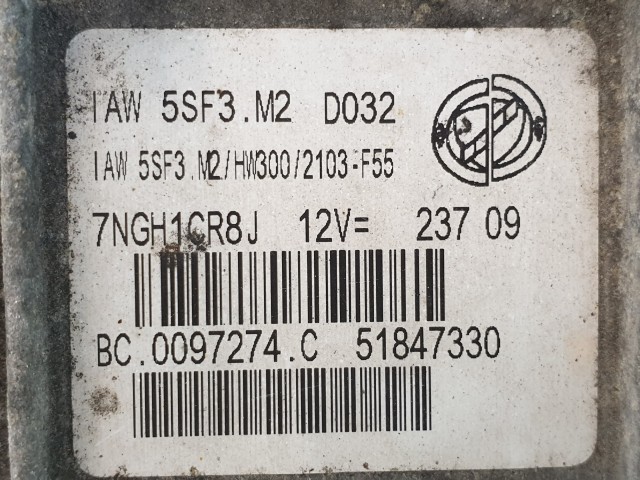 IAW 5SF3.M2 D032
IAW 5SF3.M2/HW300/2103-F55
7NGH1CR8J 12V= 237 09
BC.0097274.C 51847330